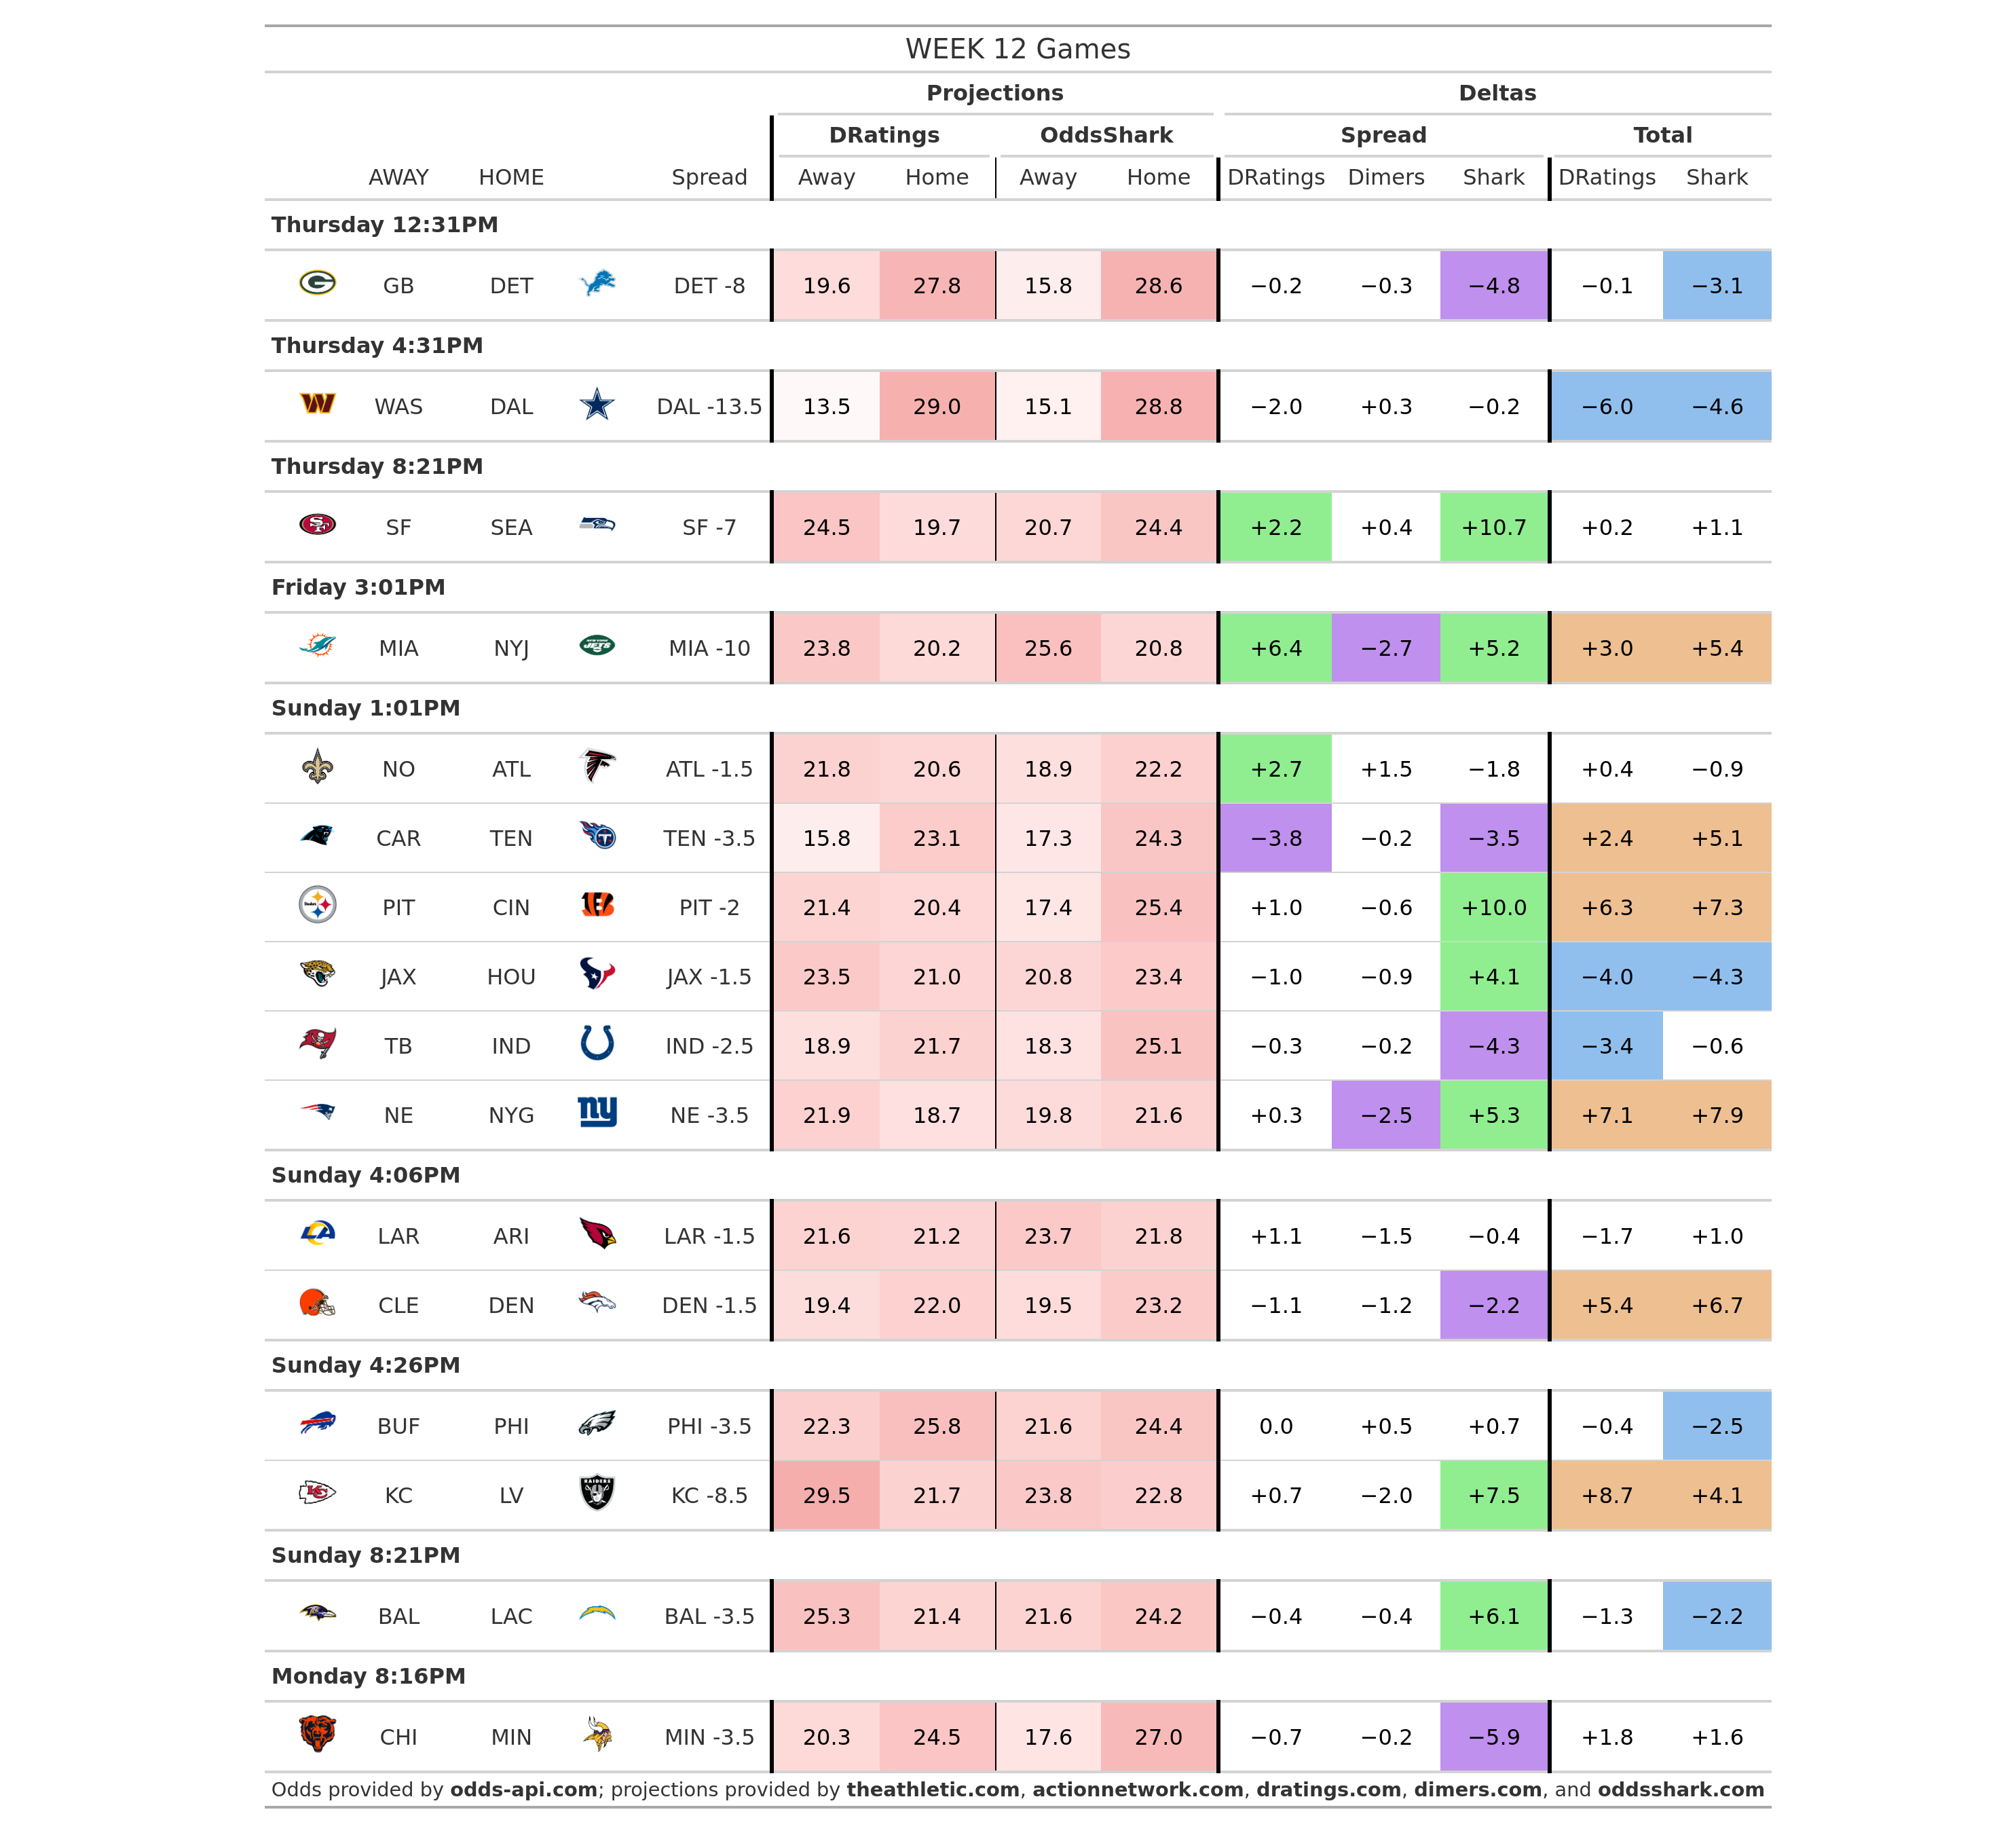 WEEK 12 Games
Projections Deltas
DRatings OddsShark Spread Total
AWAY HOME Spread Away Home Away Home DRatings Dimers Shark DRatings Shark
Thursday 12:31PM
GB DET DET -8 19.6 27.8 15.8 28.6 −0.2 −0.3 −4.8 −0.1 −3.1
Thursday 4:31PM
WAS DAL DAL -13.5 13.5 29.0 15.1 28.8 −2.0 +0.3 −0.2 −6.0 −4.6
Thursday 8:21PM
SF SEA SF -7 24.5 19.7 20.7 24.4 +2.2 +0.4 +10.7 +0.2 +1.1
Friday 3:01PM
MIA NYJ MIA -10 23.8 20.2 25.6 20.8 +6.4 −2.7 +5.2 +3.0 +5.4
Sunday 1:01PM
NO ATL ATL -1.5 21.8 20.6 18.9 22.2 +2.7 +1.5 −1.8 +0.4 −0.9
CAR TEN TEN -3.5 15.8 23.1 17.3 24.3 −3.8 −0.2 −3.5 +2.4 +5.1
PIT CIN PIT -2 21.4 20.4 17.4 25.4 +1.0 −0.6 +10.0 +6.3 +7.3
JAX HOU JAX -1.5 23.5 21.0 20.8 23.4 −1.0 −0.9 +4.1 −4.0 −4.3
TB IND IND -2.5 18.9 21.7 18.3 25.1 −0.3 −0.2 −4.3 −3.4 −0.6
NE NYG NE -3.5 21.9 18.7 19.8 21.6 +0.3 −2.5 +5.3 +7.1 +7.9
Sunday 4:06PM
LAR ARI LAR -1.5 21.6 21.2 23.7 21.8 +1.1 −1.5 −0.4 −1.7 +1.0
CLE DEN DEN -1.5 19.4 22.0 19.5 23.2 −1.1 −1.2 −2.2 +5.4 +6.7
Sunday 4:26PM
BUF PHI PHI -3.5 22.3 25.8 21.6 24.4 0.0 +0.5 +0.7 −0.4 −2.5
KC LV KC -8.5 29.5 21.7 23.8 22.8 +0.7 −2.0 +7.5 +8.7 +4.1
Sunday 8:21PM
BAL LAC BAL -3.5 25.3 21.4 21.6 24.2 −0.4 −0.4 +6.1 −1.3 −2.2
Monday 8:16PM
CHI MIN MIN -3.5 20.3 24.5 17.6 27.0 −0.7 −0.2 −5.9 +1.8 +1.6
Odds provided by odds-api.com; projections provided by theathletic.com, actionnetwork.com, dratings.com, dimers.com, and oddsshark.com